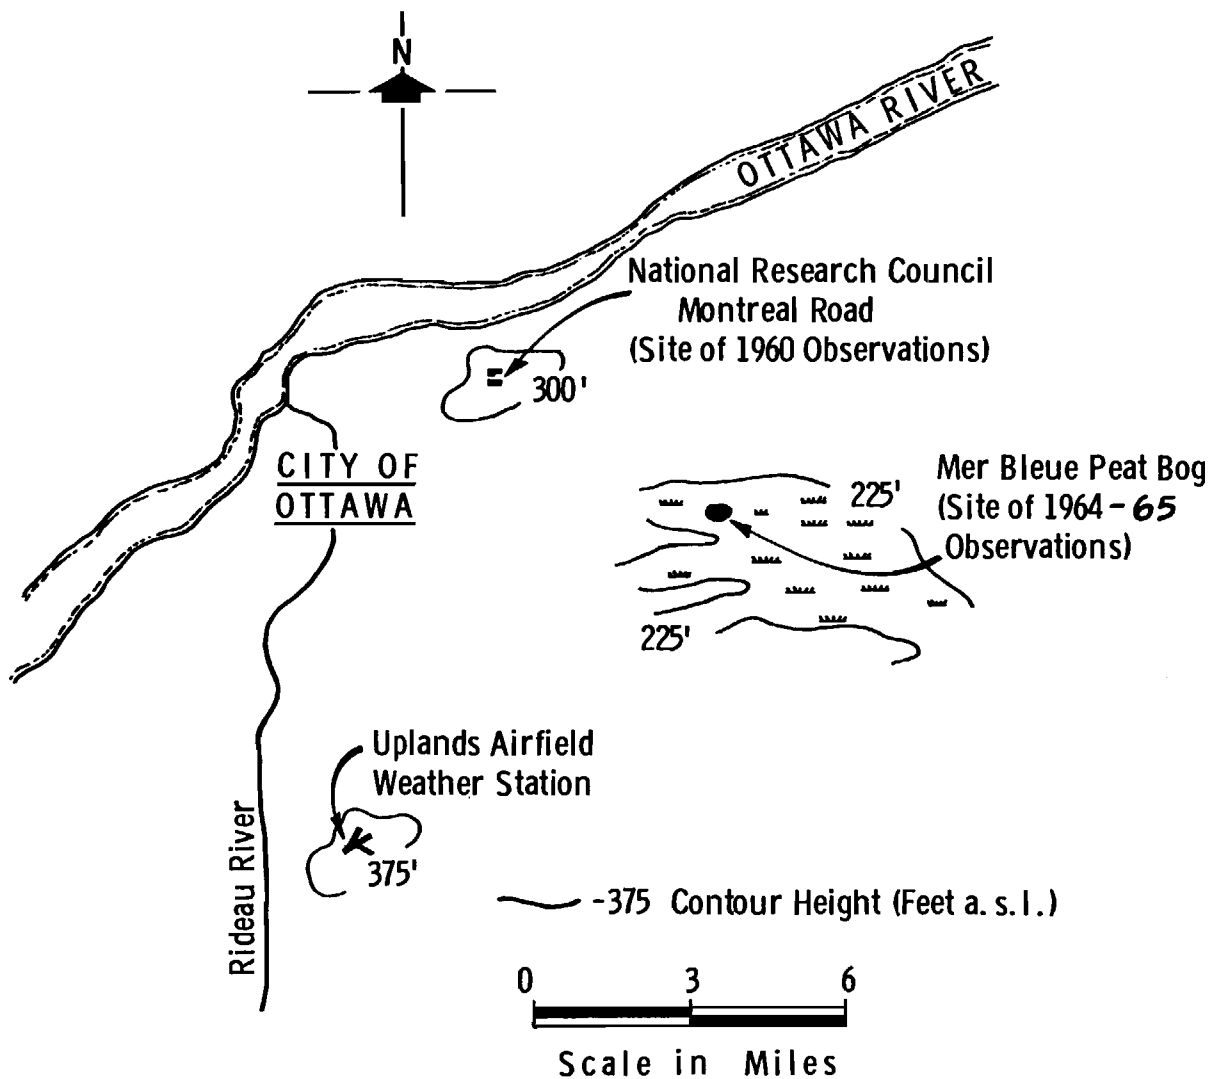 N
OTTAWA RIVER
National Research Council
Montreal Road
(Site of 1960 Observations)
300'
CITY OF
OTTAWA
Mer Bleue Peat Bog
(Site of 1964-65
Observations)
225'
225'
Uplands Airfield
Weather Station
375'
Rideau River
-375 Contour Height (Feet a.s.l.)
0 3 6
Scale in Miles